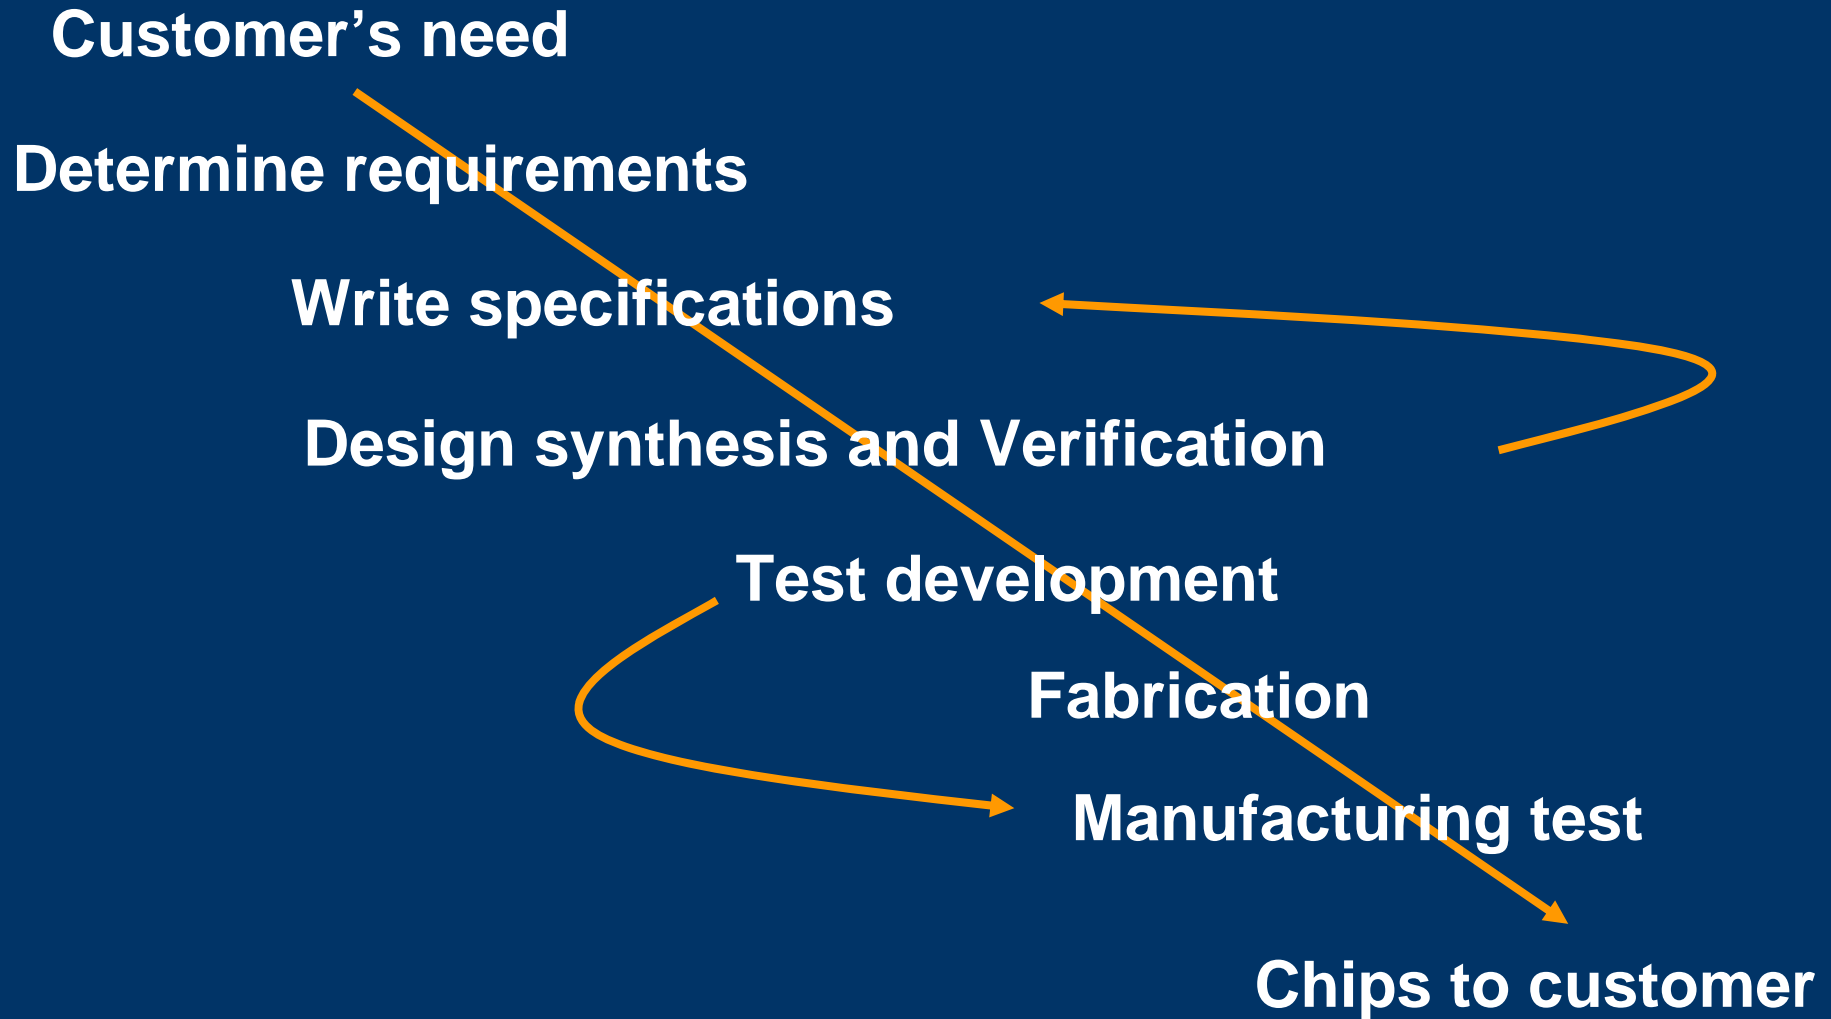 Customer’s need
Determine requirements
Write specifications
Design synthesis and Verification
Test development
Fabrication
Manufacturing test
Chips to customer